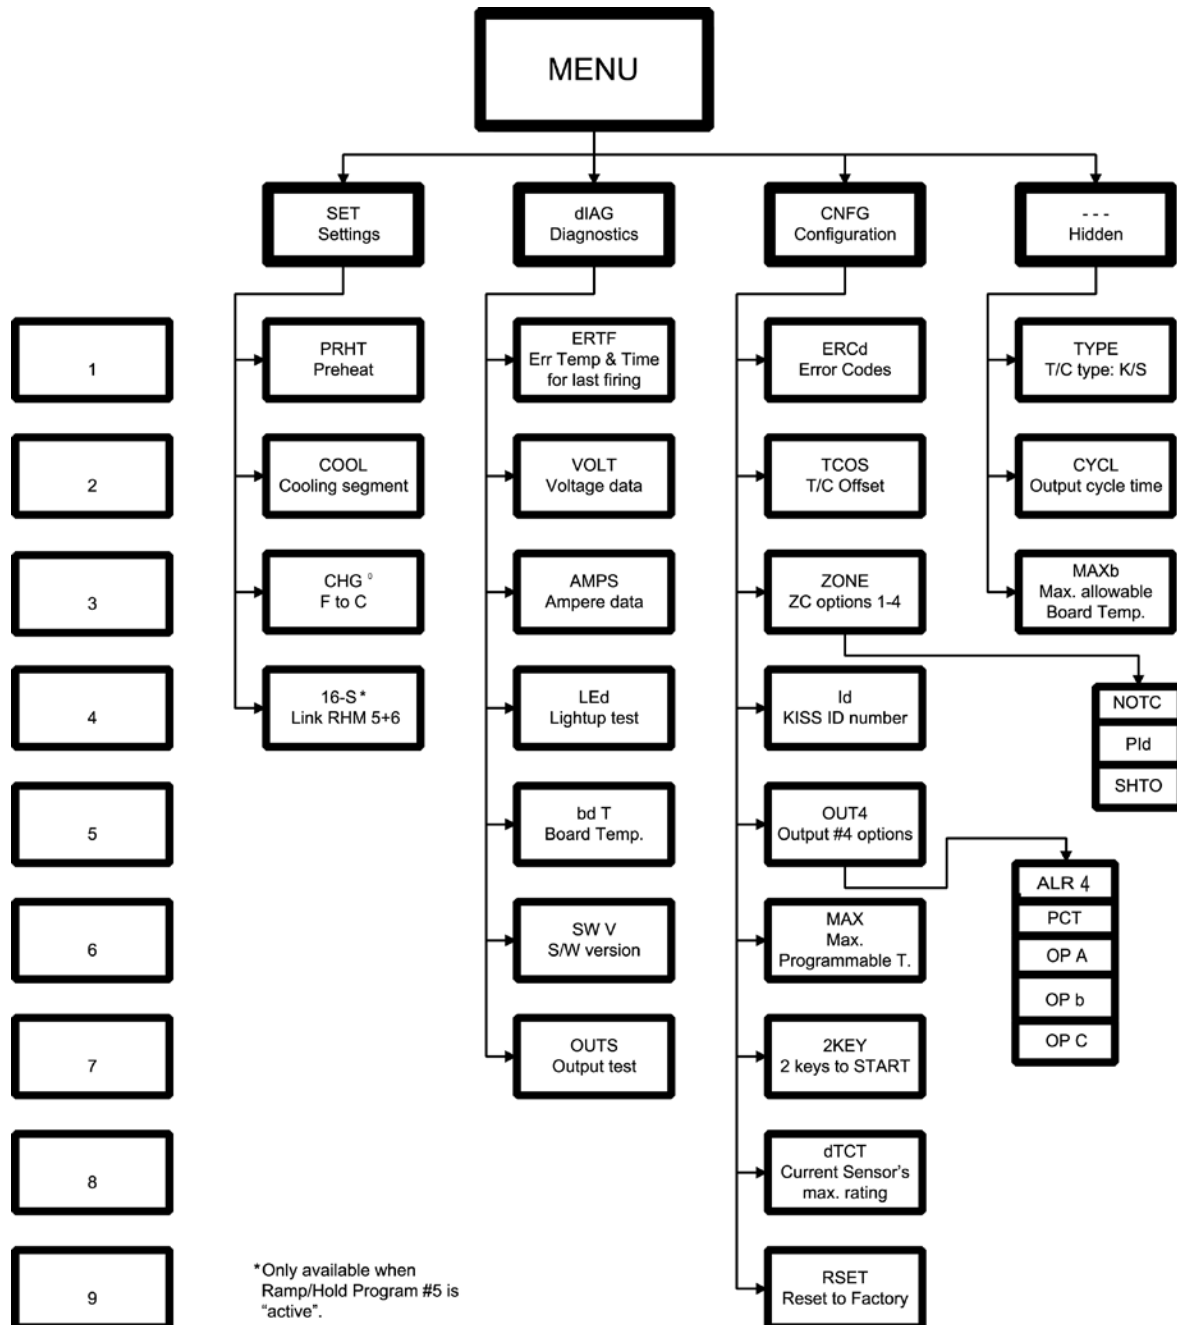 MENU
SET
Settings
dIAG
Diagnostics
CNFG
Configuration
- - -
Hidden
1
PRHT
Preheat
ERTF
Err Temp & Time
for last firing
ERCd
Error Codes
TYPE
T/C type: K/S
2
COOL
Cooling segment
VOLT
Voltage data
TCOS
T/C Offset
CYCL
Output cycle time
3
CHG °
F to C
AMPS
Ampere data
ZONE
ZC options 1-4
MAXb
Max. allowable
Board Temp.
4
16-S*
Link RHM 5+6
LEd
Lightup test
Id
KISS ID number
NOTC
PId
SHTO
5
bd T
Board Temp.
OUT4
Output #4 options
ALR 4
PCT
OP A
OP b
OP C
6
SW V
S/W version
MAX
Max.
Programmable T.
7
OUTS
Output test
2KEY
2 keys to START
8
dTCT
Current Sensor's
max. rating
9
*Only available when
Ramp/Hold Program #5 is
"active".
RSET
Reset to Factory